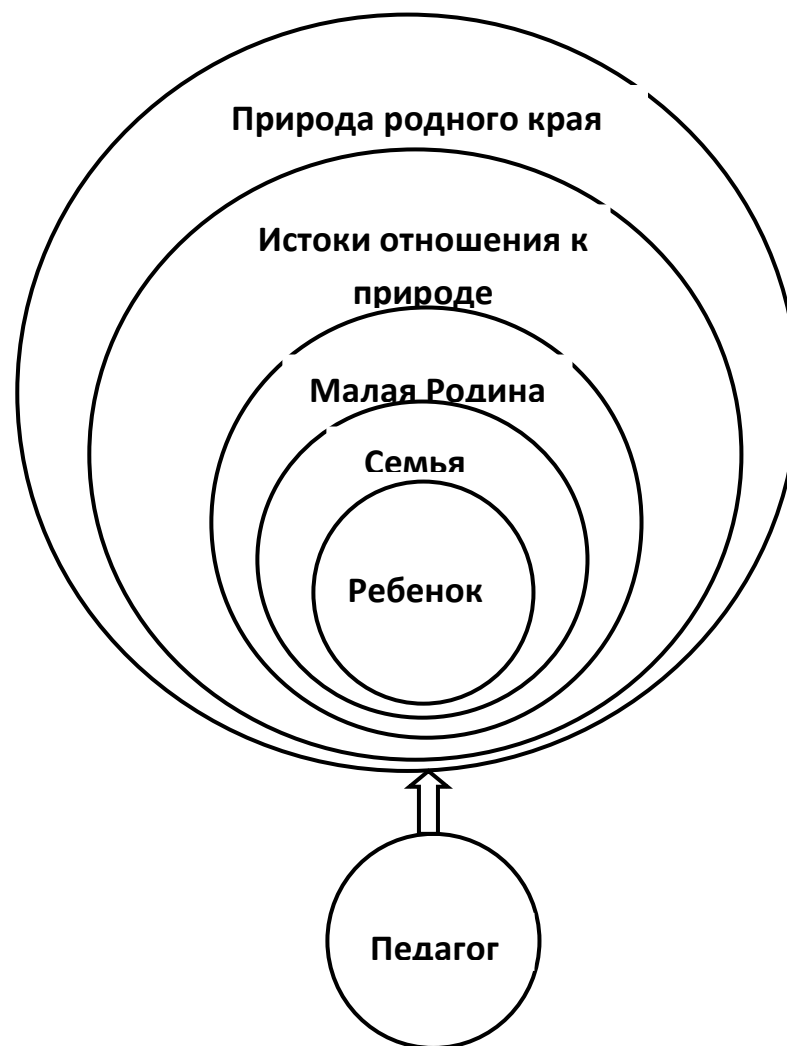 Природа родного края
Истоки отношения к
природе
Малая Родина
Семья
Ребенок
Педагог